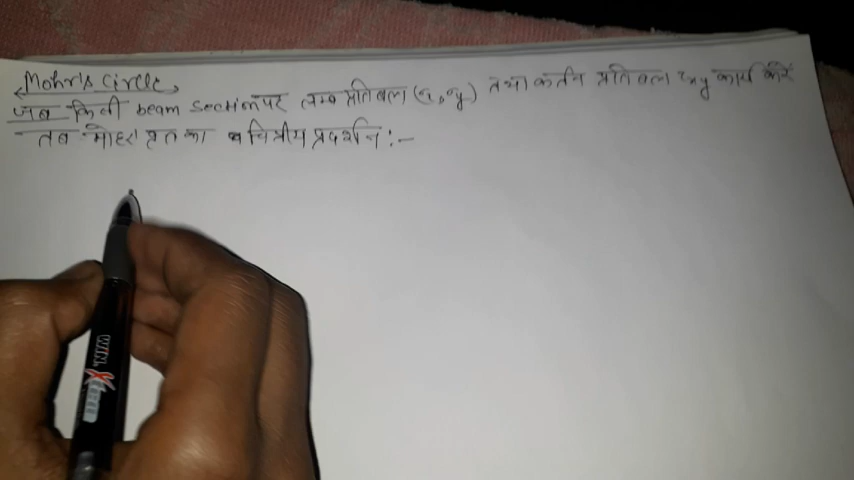 Mohr's Circle
जब किसी beam section पर लम्ब प्रतिबल (σx, σy) तथा कर्तन प्रतिबल τxy कार्य करें
तब मोहर वृत का चित्रीय प्रदर्शन :-
WIN